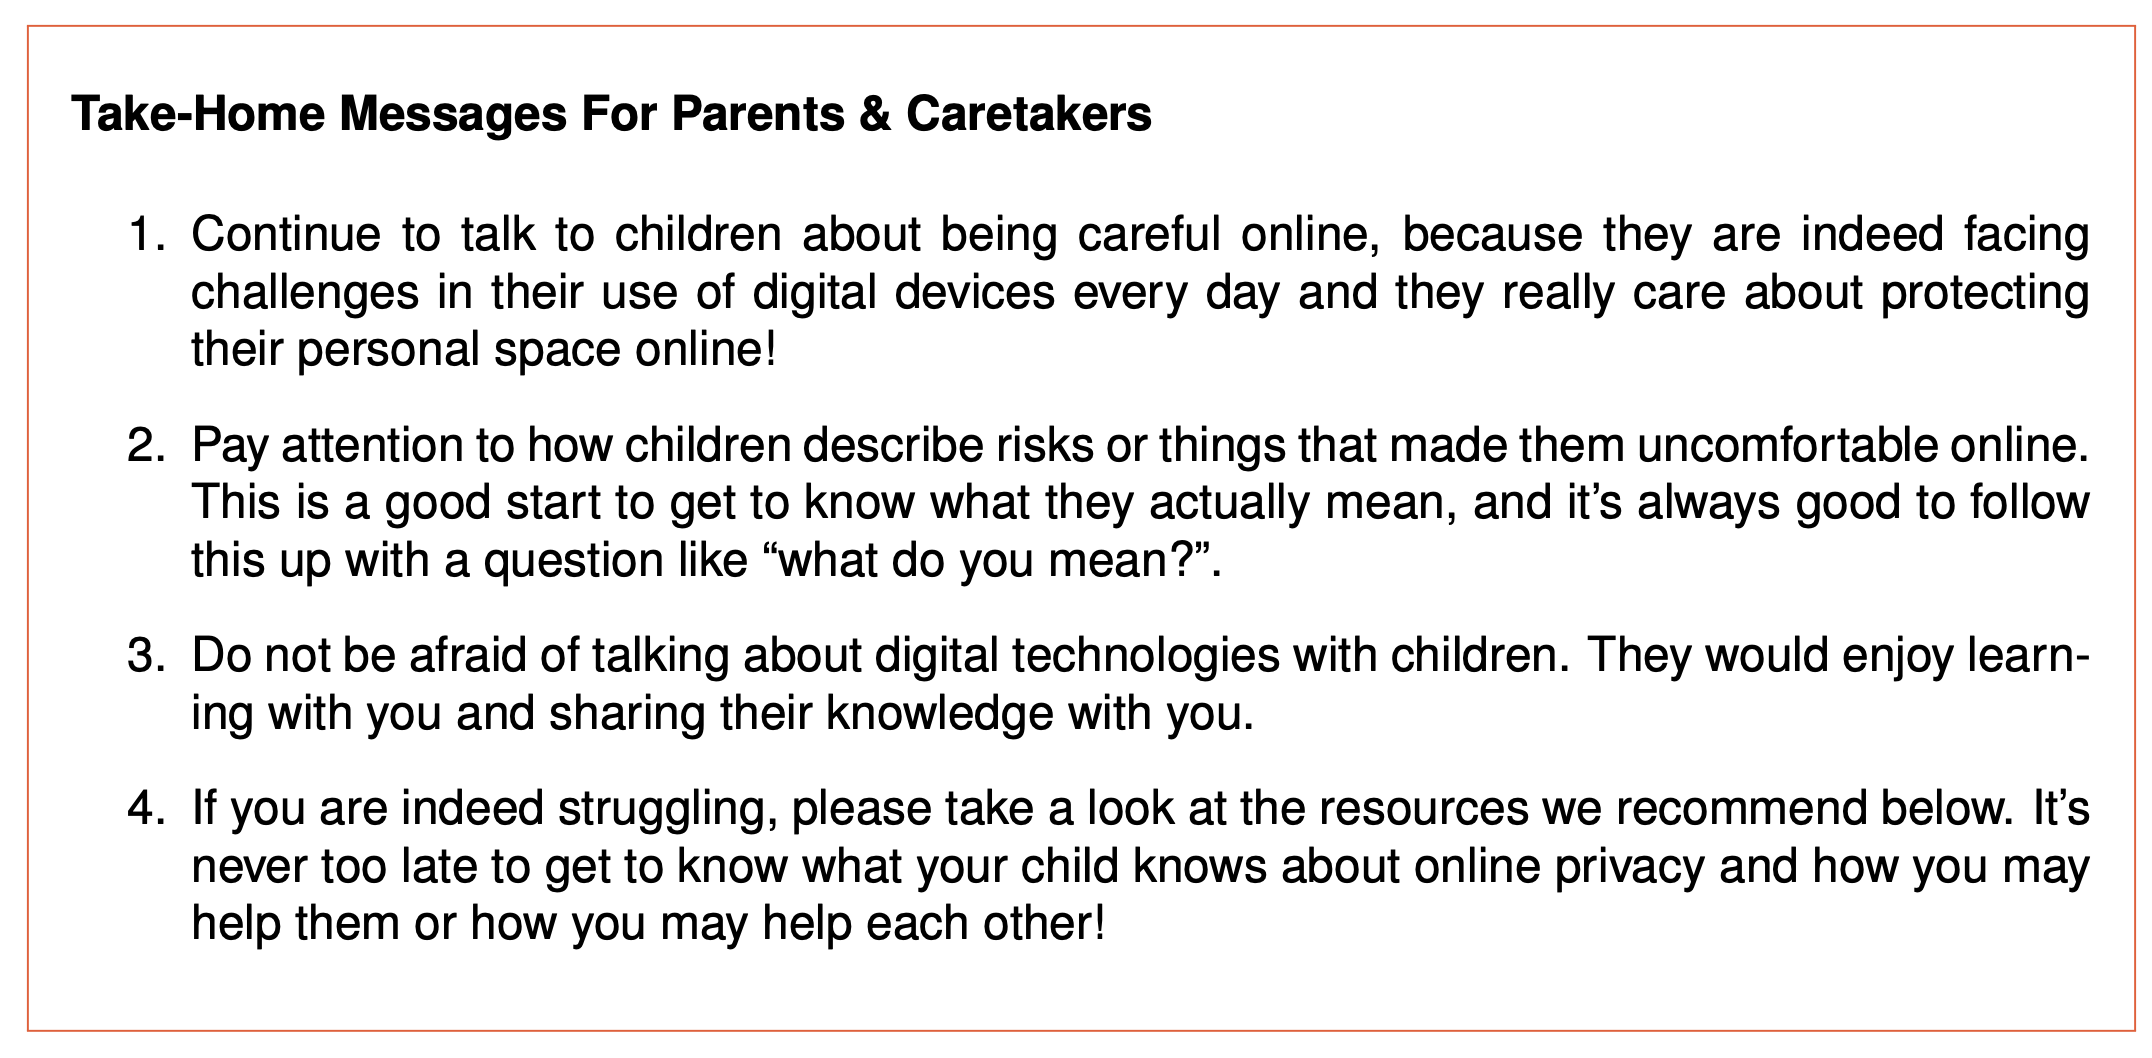 Take-Home Messages For Parents & Caretakers
1. Continue to talk to children about being careful online, because they are indeed facing
challenges in their use of digital devices every day and they really care about protecting
their personal space online!
2. Pay attention to how children describe risks or things that made them uncomfortable online.
This is a good start to get to know what they actually mean, and it’s always good to follow
this up with a question like “what do you mean?”.
3. Do not be afraid of talking about digital technologies with children. They would enjoy learn-
ing with you and sharing their knowledge with you.
4. If you are indeed struggling, please take a look at the resources we recommend below. It’s
never too late to get to know what your child knows about online privacy and how you may
help them or how you may help each other!